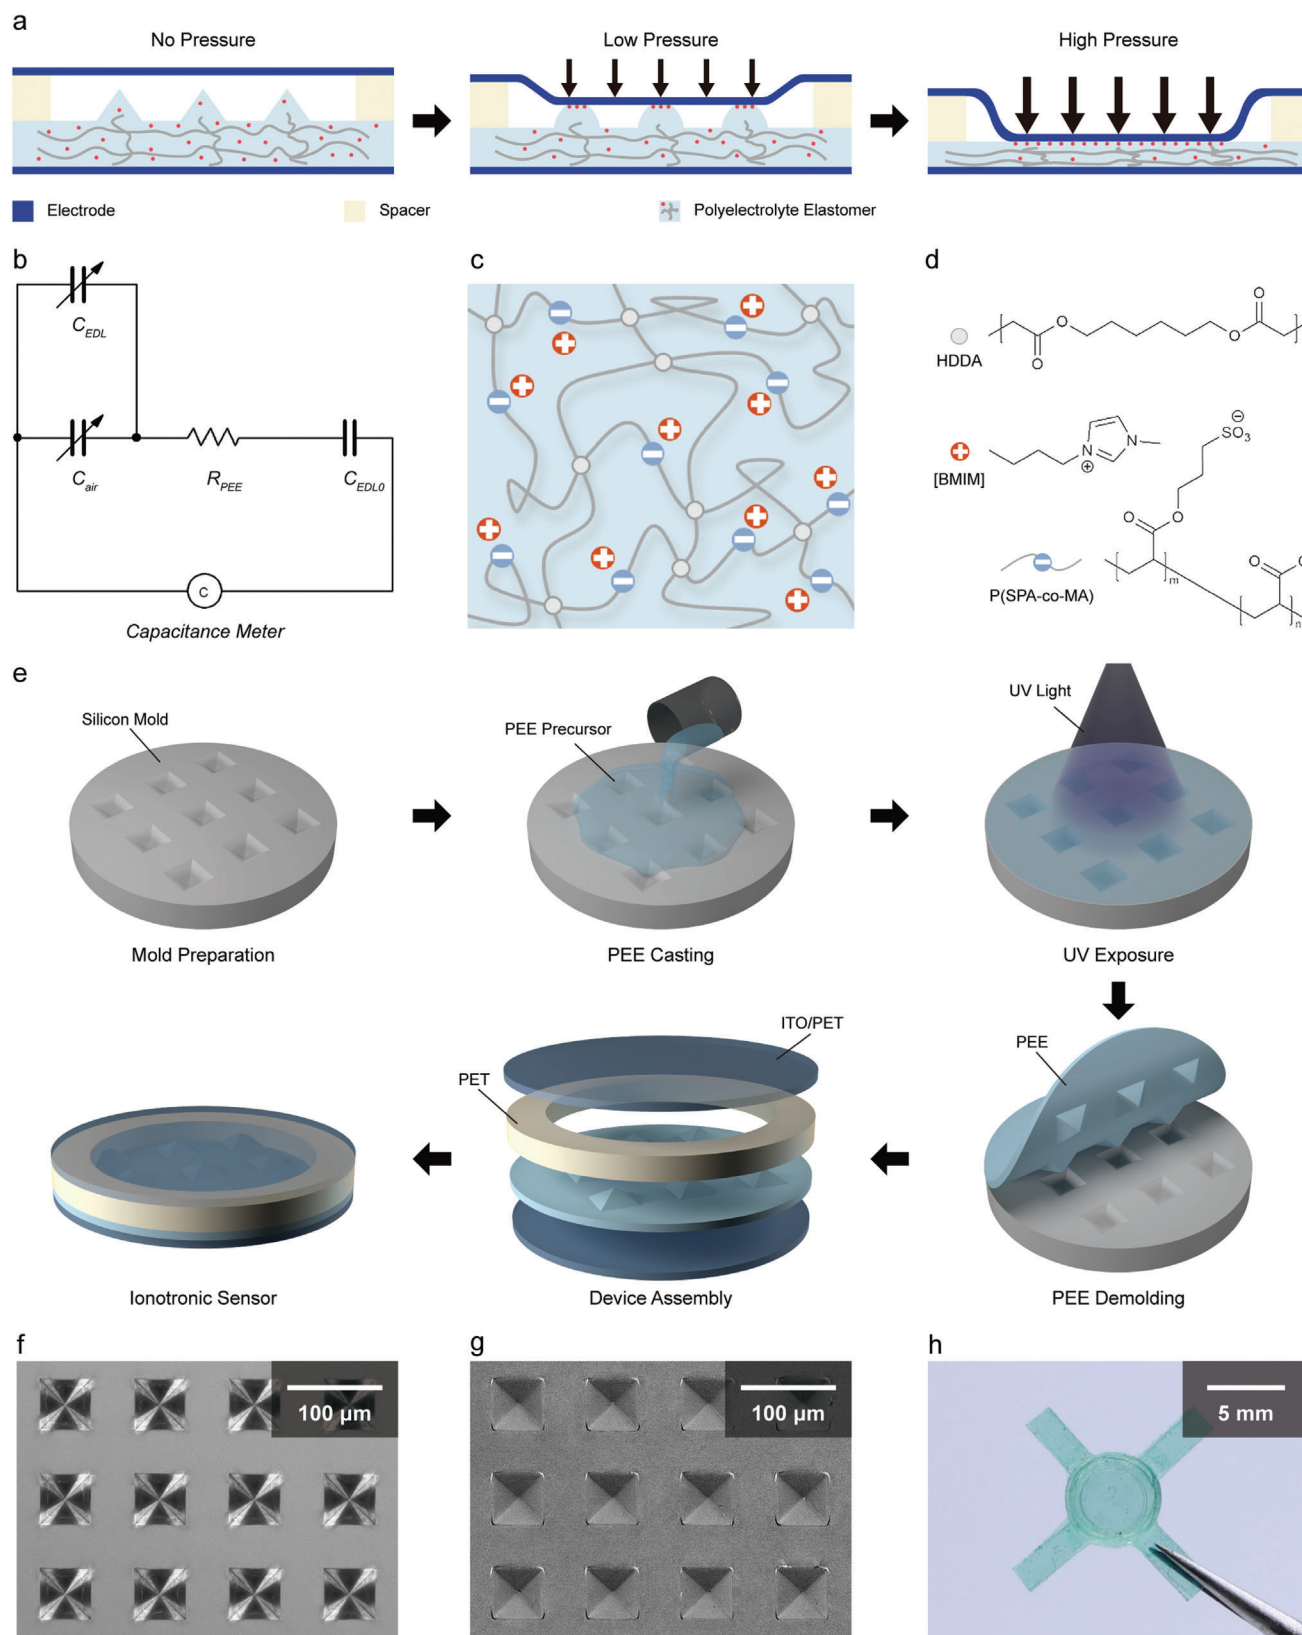 a
No Pressure
Low Pressure
High Pressure
Electrode
Spacer
Polyelectrolyte Elastomer
b
C_EDL
C_air
R_PEE
C_EDL0
C
Capacitance Meter
c
d
O
O
O
O
HDDA
[BMIM]
N
N
⊕
SO₃
⊖
O
O
O
m
n
P(SPA-co-MA)
e
Silicon Mold
Mold Preparation
PEE Precursor
PEE Casting
UV Light
UV Exposure
PEE
PEE Demolding
ITO/PET
PET
Device Assembly
Ionotronic Sensor
f
100 µm
g
100 µm
h
5 mm